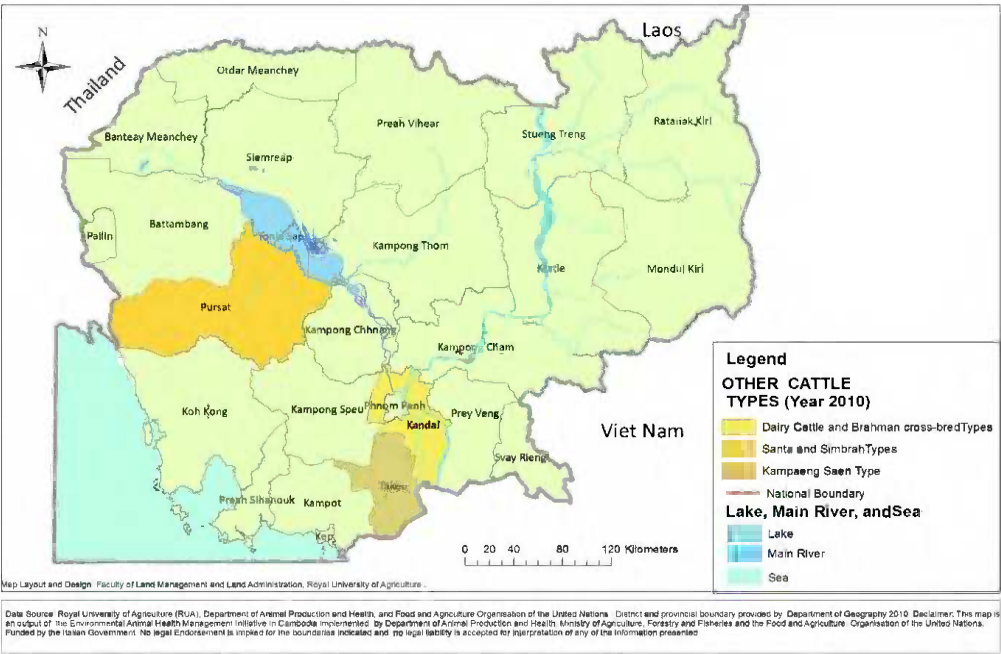 N
Laos
Thailand
Otdar Meanchey
Preah Vihear
Stueng Treng
Ratanak Kiri
Banteay Meanchey
Siemreap
Battambang
Pailin
Tonle Sap
Kampong Thom
Kratie
Mondul Kiri
Pursat
Kampong Chhnang
Kampong Cham
Koh Kong
Kampong Speu
Phnom Penh
Prey Veng
Kandal
Viet Nam
Svay Rieng
Takeo
Preah Sihanouk
Kampot
Kep
0 20 40 80 120 Kilometers
Legend
OTHER CATTLE
TYPES (Year 2010)
Dairy Cattle and Brahman cross-bredTypes
Santa and SimbrahTypes
Kampaeng Saen Type
National Boundary
Lake, Main River, andSea
Lake
Main River
Sea
Map Layout and Design Faculty of Land Management and Land Administration, Royal University of Agriculture .
Data Source Royal University of Agriculture (RUA), Department of Animal Production and Health, and Food and Agriculture Organisation of the United Nations District and provincial boundary provided by Department of Geography 2010 Declaimer: This map is
an output of the Environmental Animal Health Management Initiative in Cambodia implemented by Department of Animal Production and Health, Ministry of Agriculture, Forestry and Fisheries and the Food and Agriculture Organisation of the United Nations.
Funded by the Italian Government No legal Endorsement is implied for the boundaries indicated and no legal liability is accepted for interpretation of any of the information presented